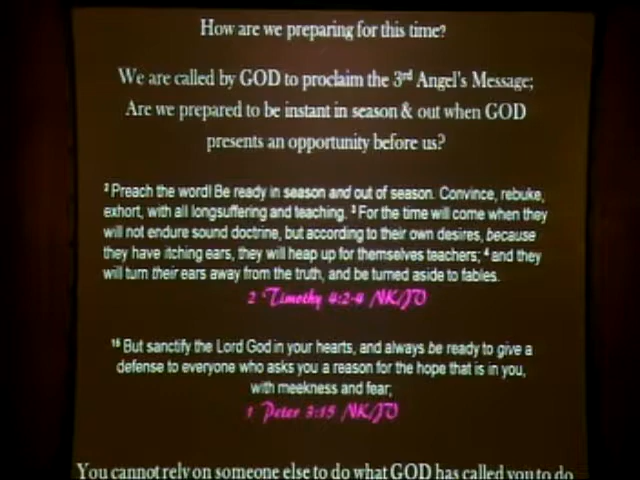 How are we preparing for this time?
We are called by GOD to proclaim the 3rd Angel's Message;
Are we prepared to be instant in season & out when GOD
presents an opportunity before us?
2 Preach the word! Be ready in season and out of season. Convince, rebuke,
exhort, with all longsuffering and teaching. 3 For the time will come when they
will not endure sound doctrine, but according to their own desires, because
they have itching ears, they will heap up for themselves teachers; 4 and they
will turn their ears away from the truth, and be turned aside to fables.
2 Timothy 4:2-4 NKJV
15 But sanctify the Lord God in your hearts, and always be ready to give a
defense to everyone who asks you a reason for the hope that is in you,
with meekness and fear;
1 Peter 3:15 NKJV
You cannot rely on someone else to do what GOD has called you to do